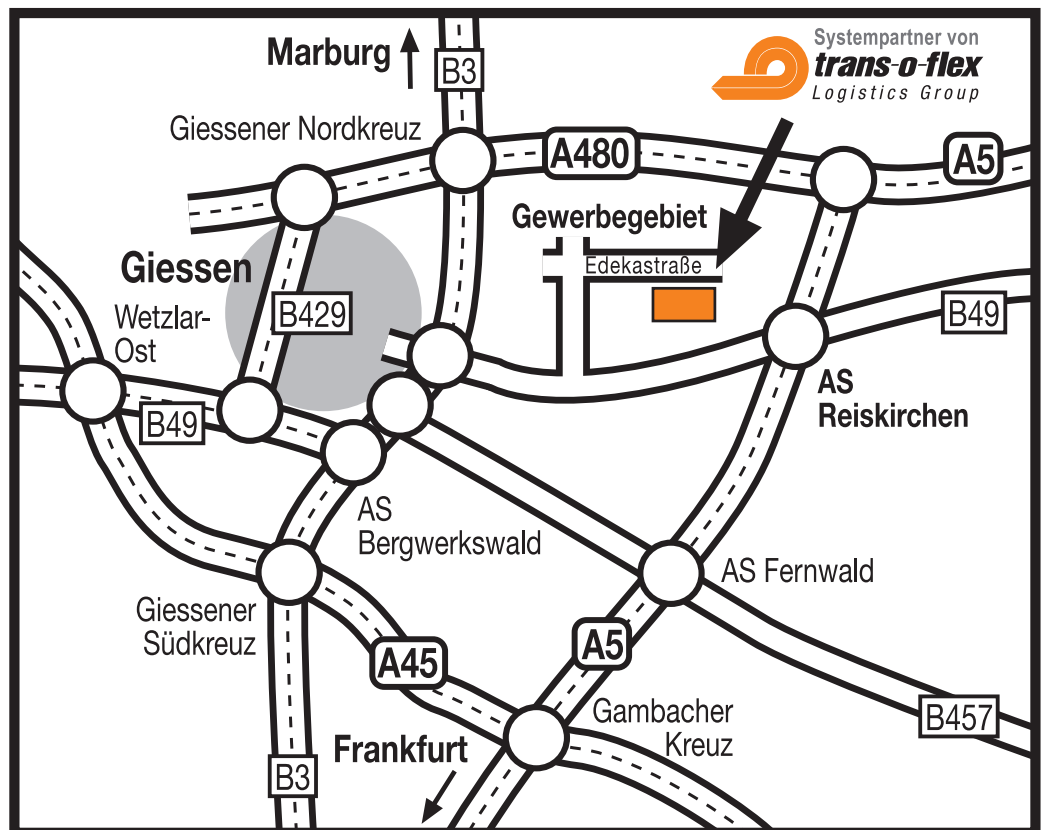 Systempartner von
trans-o-flex
Logistics Group
Marburg
B3
Giessener Nordkreuz
A480
A5
Gewerbegebiet
Edekastraße
Giessen
B429
B49
Wetzlar-
Ost
AS
Reiskirchen
B49
AS
Bergwerkswald
AS Fernwald
Giessener
Südkreuz
A5
A45
Gambacher
Kreuz
B457
Frankfurt
B3